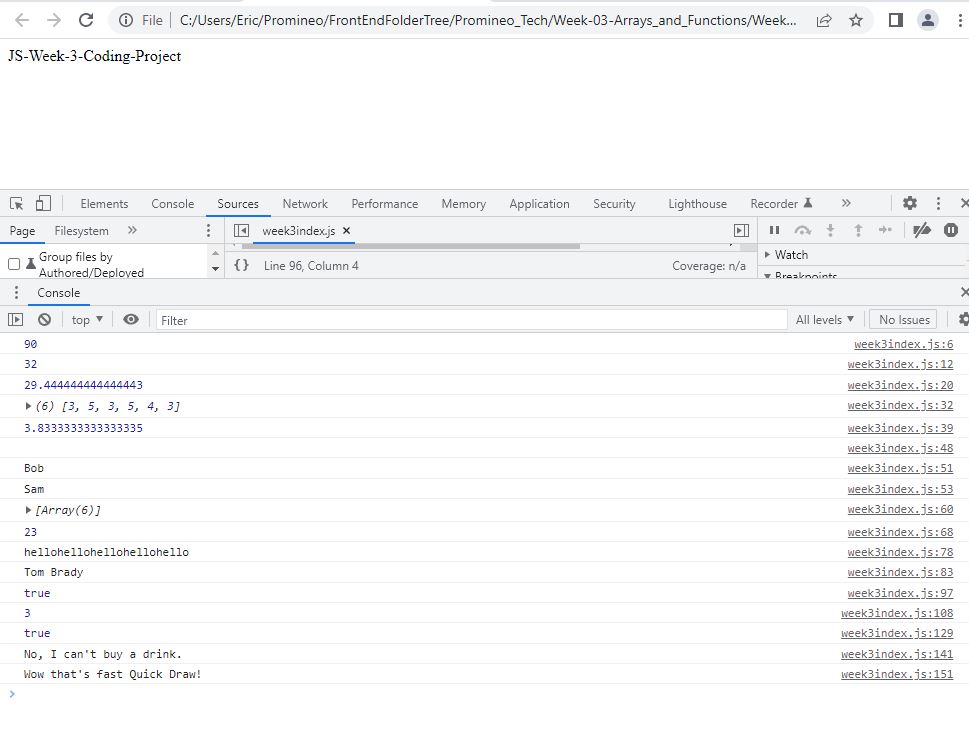 File C:/Users/Eric/Promineo/FrontEndFolderTree/Promineo_Tech/Week-03-Arrays_and_Functions/Week...
JS-Week-3-Coding-Project
Elements Console Sources Network Performance Memory Application Security Lighthouse Recorder
Page Filesystem week3index.js
Group files by
Authored/Deployed
{} Line 96, Column 4 Coverage: n/a
Watch
Breakpoints
Console
top Filter All levels No Issues
90 week3index.js:6
32 week3index.js:12
29.444444444444443 week3index.js:20
(6) [3, 5, 3, 5, 4, 3] week3index.js:32
3.8333333333333335 week3index.js:39
week3index.js:48
Bob week3index.js:51
Sam week3index.js:53
[Array(6)] week3index.js:60
23 week3index.js:68
hellohellohellohellohello week3index.js:78
Tom Brady week3index.js:83
true week3index.js:97
3 week3index.js:108
true week3index.js:129
No, I can't buy a drink. week3index.js:141
Wow that's fast Quick Draw! week3index.js:151